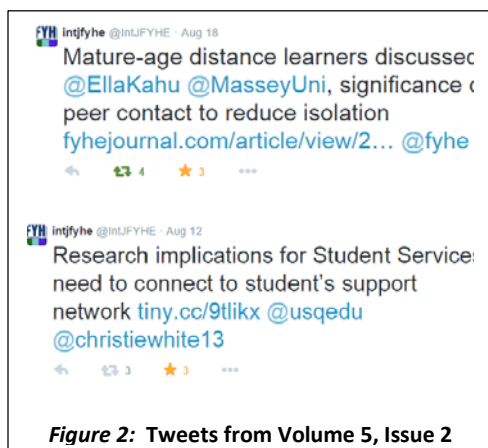 FYH intjfyhe @IntJFYHE · Aug 18
Mature-age distance learners discussed
@EllaKahu @MasseyUni, significance
peer contact to reduce isolation
fyhejournal.com/article/view/2... @fyhe
4 3
FYH intjfyhe @IntJFYHE · Aug 12
Research implications for Student Services
need to connect to student's support
network tiny.cc/9tlikx @usqedu
@christiewhite13
3 3
Figure 2: Tweets from Volume 5, Issue 2